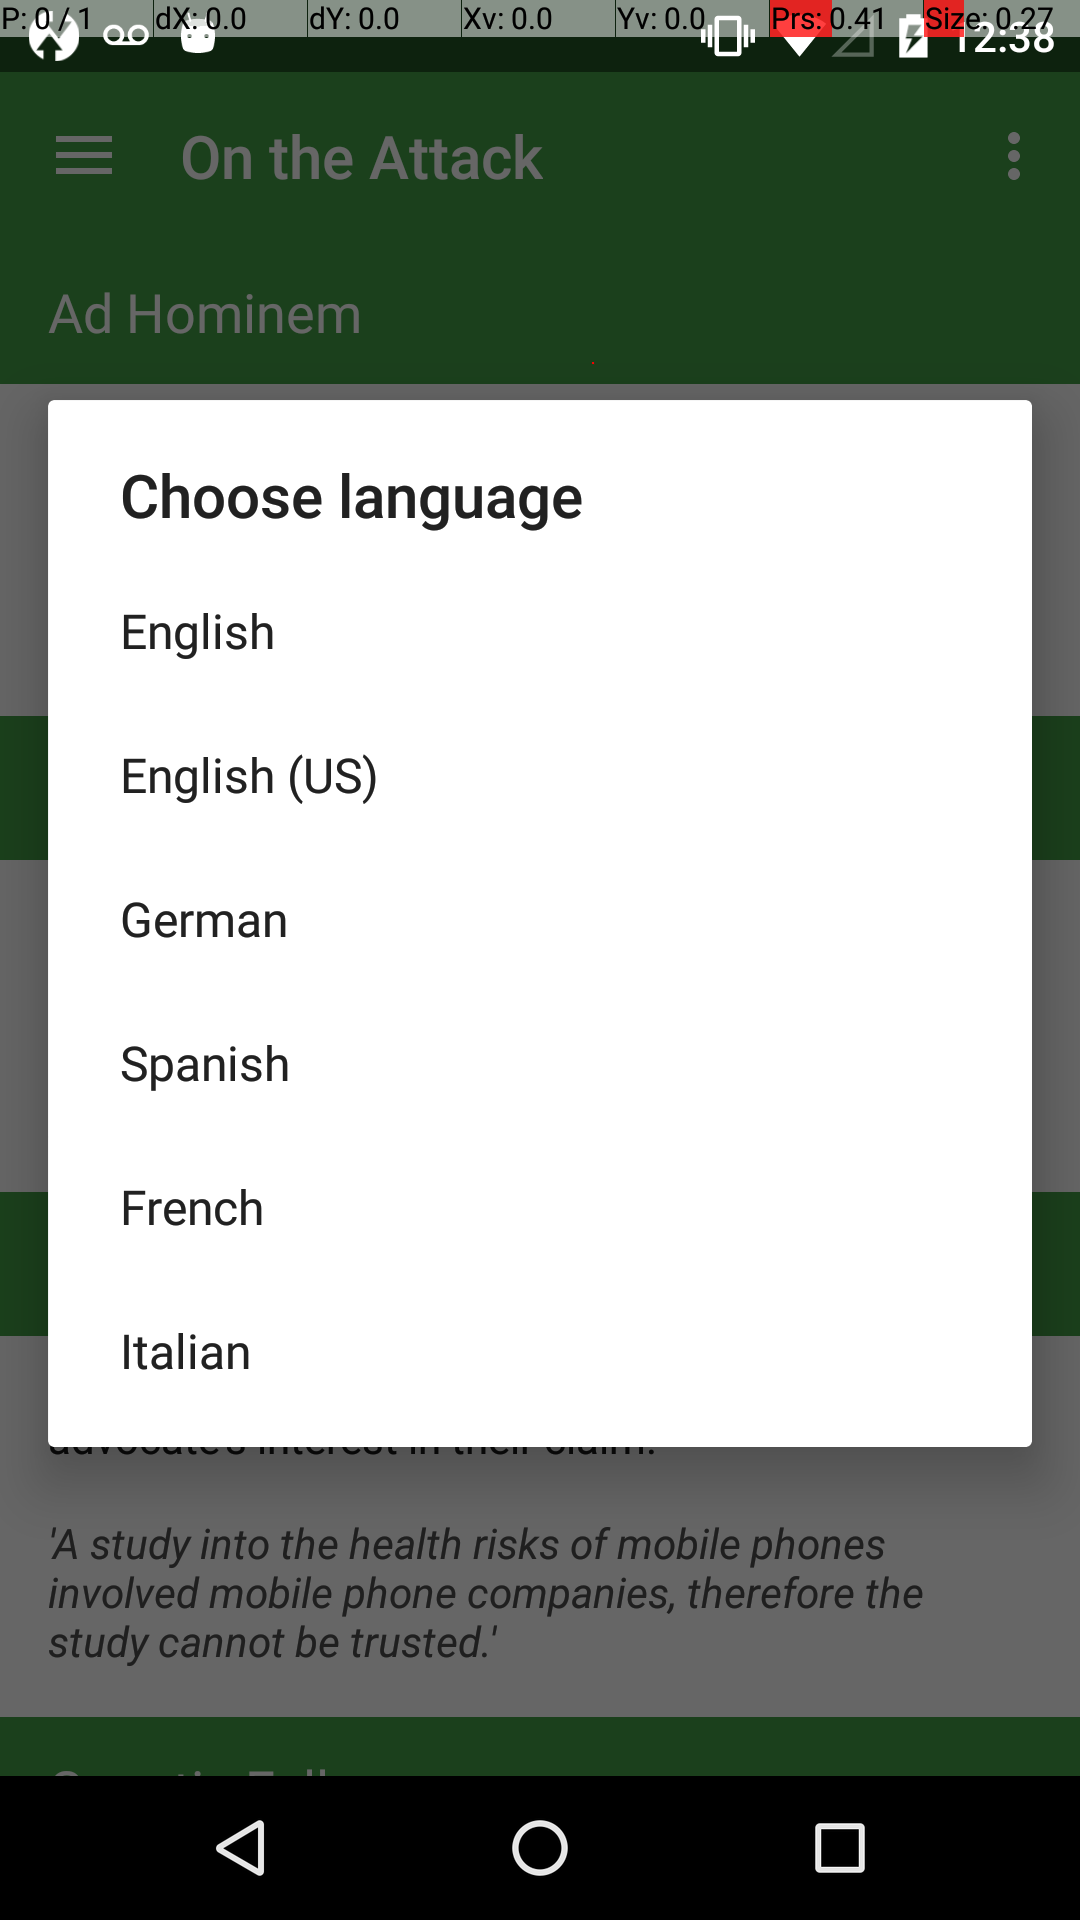 P: 0 / 1 dX: 0.0 dY: 0.0 Xv: 0.0 Yv: 0.0 Prs: 0.41 Size: 0.27
12:38
On the Attack
Ad Hominem
Choose language
English
English (US)
German
Spanish
French
Italian
advocate's interest in their claim.
'A study into the health risks of mobile phones
involved mobile phone companies, therefore the
study cannot be trusted.'